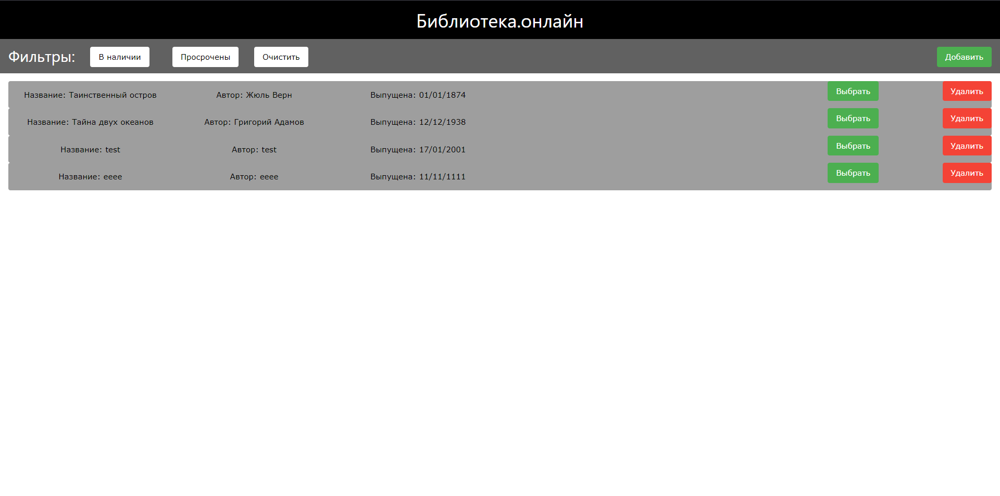 Библиотека.онлайн
Фильтры: В наличии Просрочены Очистить Добавить
Название: Таинственный остров Автор: Жюль Верн Выпущена: 01/01/1874 Выбрать Удалить
Название: Тайна двух океанов Автор: Григорий Адамов Выпущена: 12/12/1938 Выбрать Удалить
Название: test Автор: test Выпущена: 17/01/2001 Выбрать Удалить
Название: eeee Автор: eeee Выпущена: 11/11/1111 Выбрать Удалить